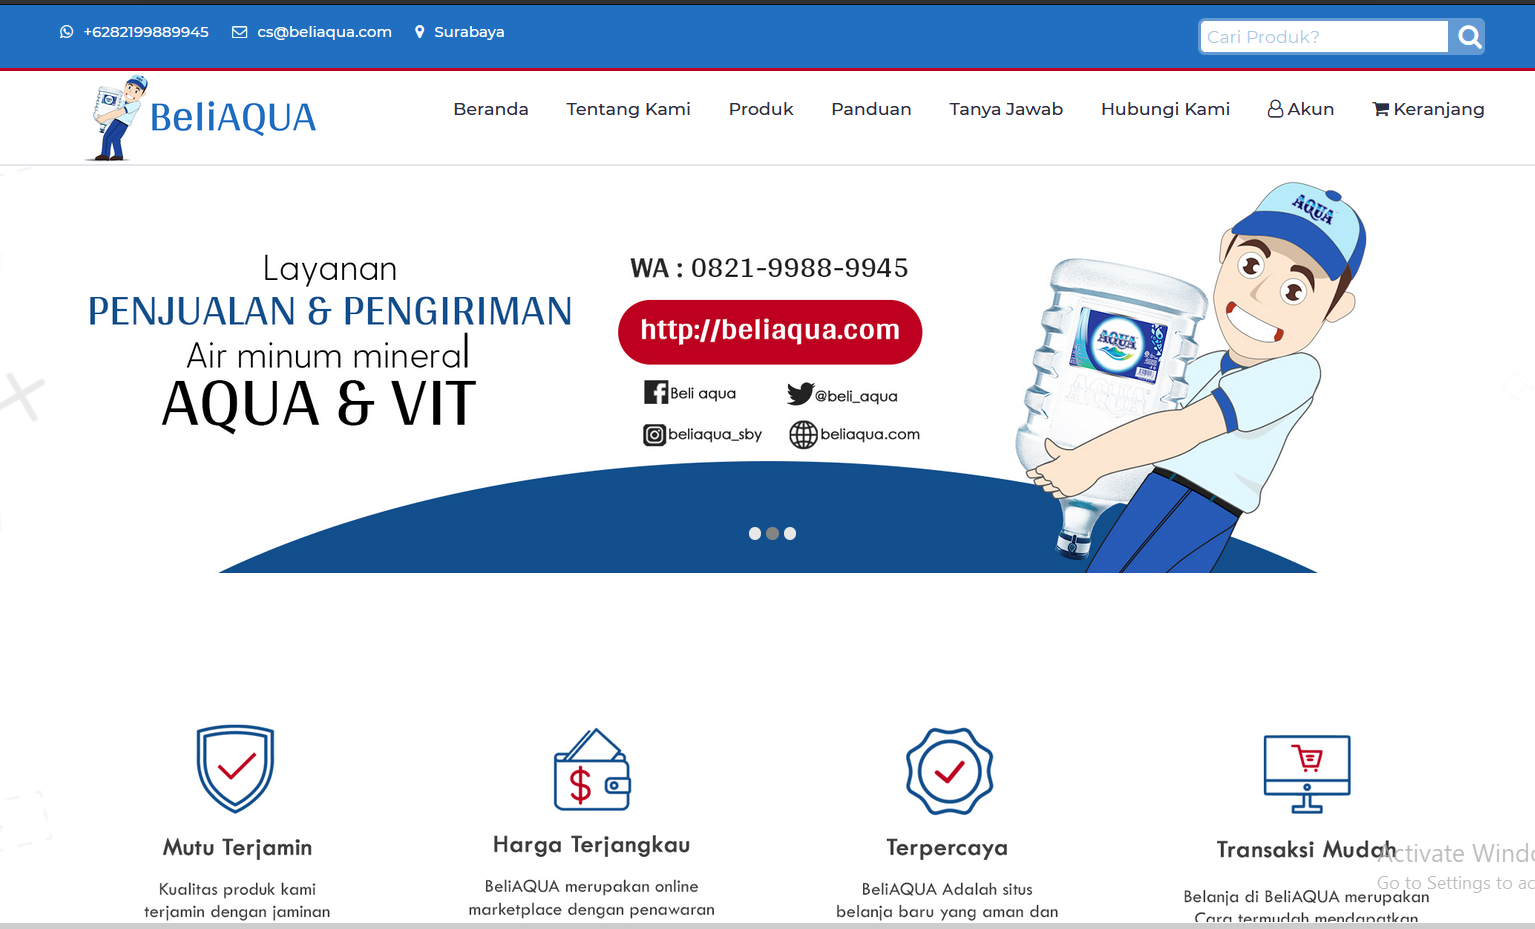 +6282199889945 cs@beliaqua.com Surabaya
Cari Produk?
BeliAQUA
Beranda Tentang Kami Produk Panduan Tanya Jawab Hubungi Kami Akun Keranjang
Layanan
PENJUALAN & PENGIRIMAN
Air minum mineral
AQUA & VIT
WA : 0821-9988-9945
http://beliaqua.com
Beli aqua
@beli_aqua
beliaqua_sby
beliaqua.com
AQUA
AQUA
AQUA
Mutu Terjamin
Kualitas produk kami
terjamin dengan jaminan
Harga Terjangkau
BeliAQUA merupakan online
marketplace dengan penawaran
Terpercaya
BeliAQUA Adalah situs
belanja baru yang aman dan
Transaksi Mudah
Belanja di BeliAQUA merupakan
Cara termudah mendapatkan
Activate Windo
Go to Settings to ac